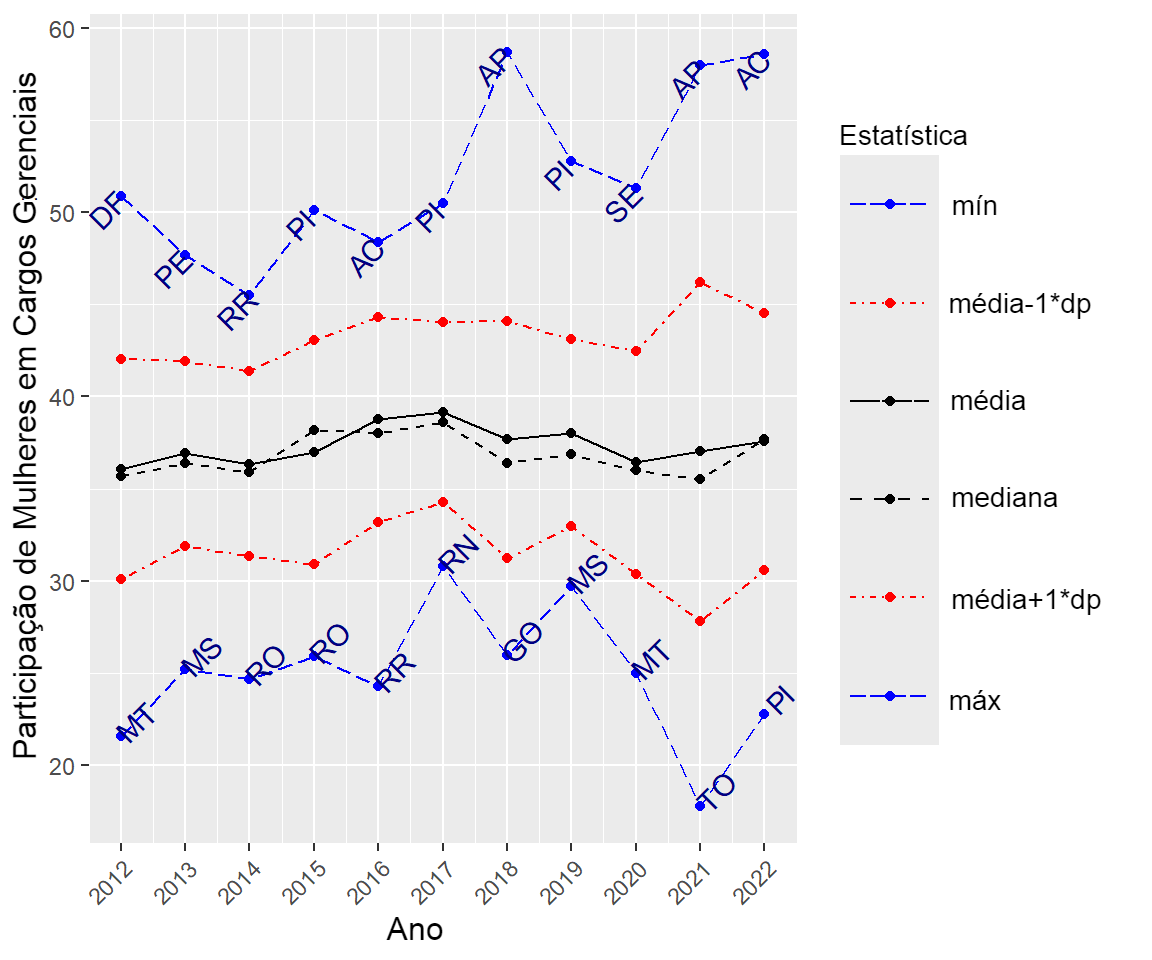 Participação de Mulheres em Cargos Gerenciais
60
50
40
30
20
DF
PE
RR
PI
AC
PI
AP
PI
SE
AP
AC
MT
MS
RO
RO
RR
RN
GO
MS
MT
TO
PI
2012
2013
2014
2015
2016
2017
2018
2019
2020
2021
2022
Ano
Estatística
mín
média-1*dp
média
mediana
média+1*dp
máx